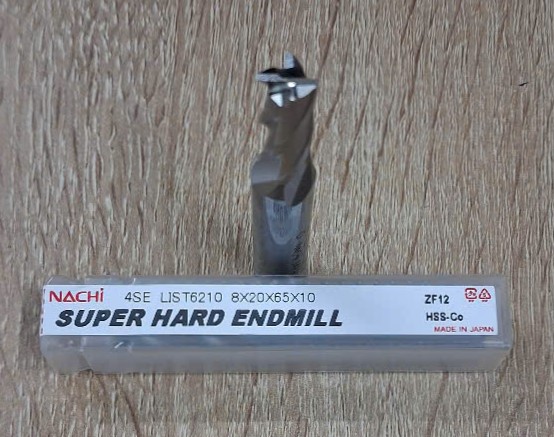 NACHi 4SE LIST6210 8X20X65X10 ZF12
SUPER HARD ENDMILL HSS-Co
MADE IN JAPAN